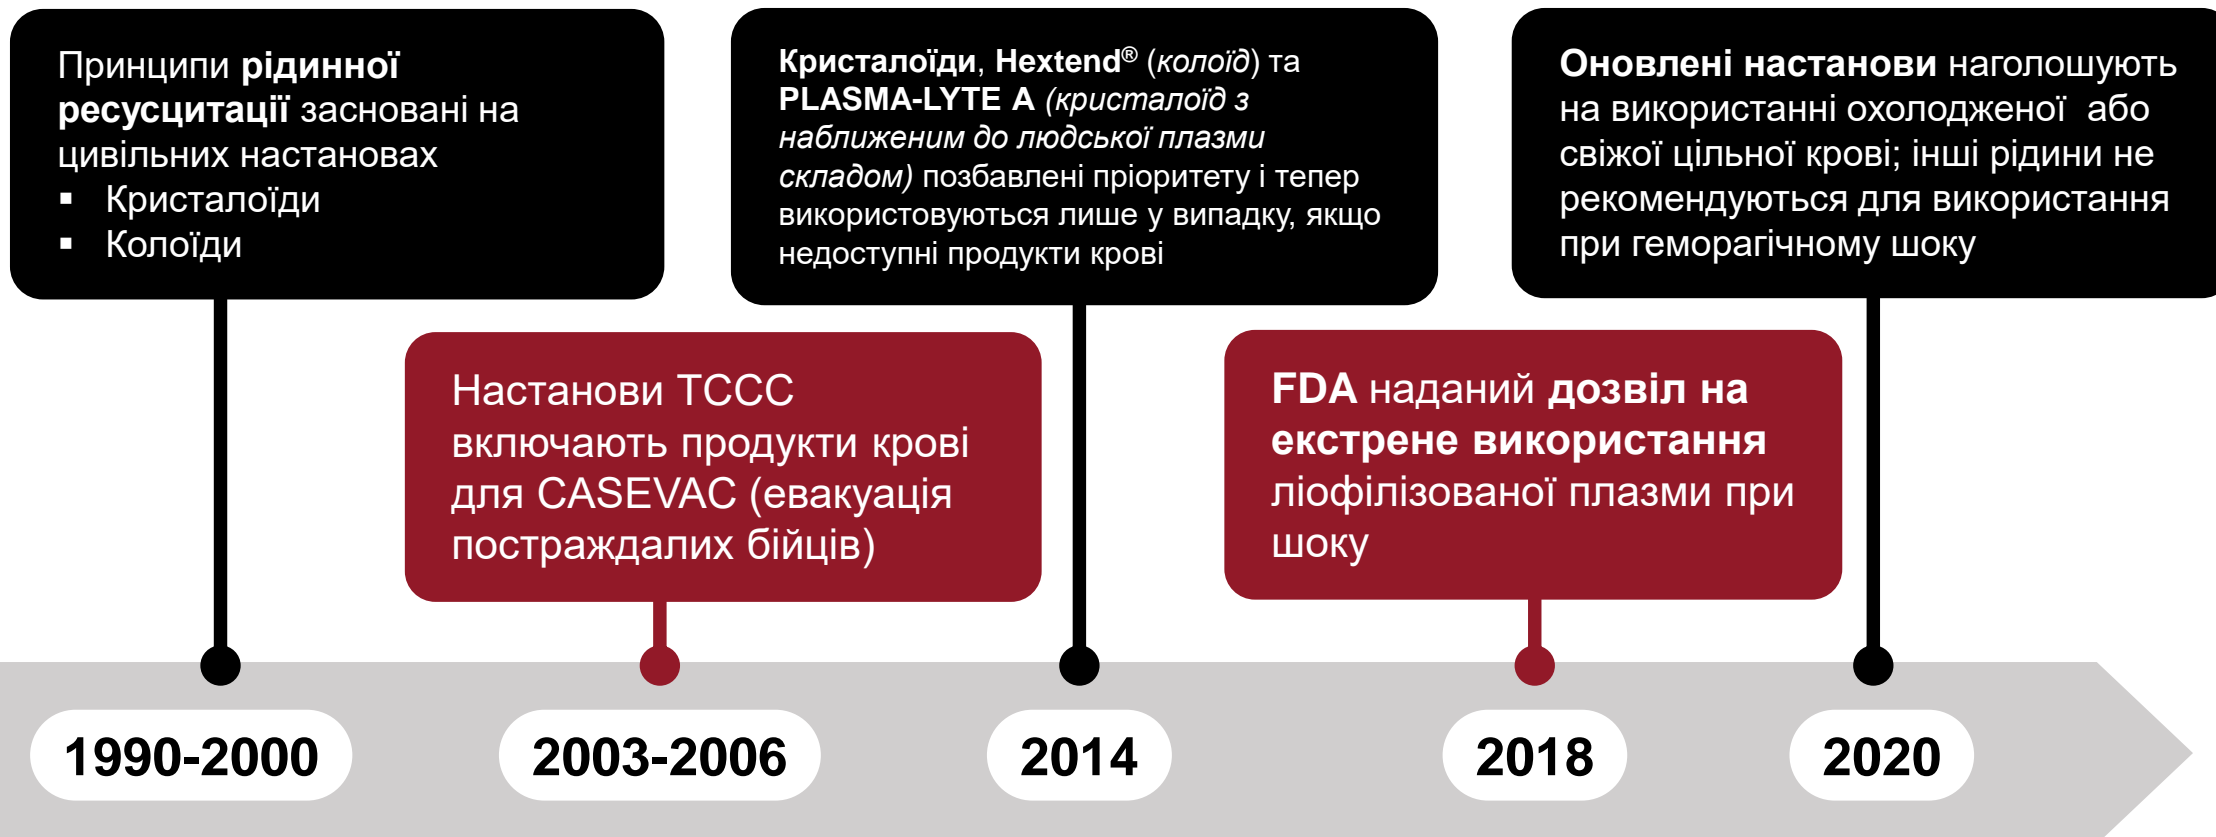 Принципи рідинної
ресусцитації засновані на
цивільних настановах
▪ Кристалоїди
▪ Колоїди
Настанови ТССС
включають продукти крові
для CASEVAC (евакуація
постраждалих бійців)
Кристалоїди, Hextend® (колоїд) та
PLASMA-LYTE A (кристалоїд з
наближеним до людської плазми
складом) позбавлені пріоритету і тепер
використовуються лише у випадку, якщо
недоступні продукти крові
FDA наданий дозвіл на
екстрене використання
ліофілізованої плазми при
шоку
Оновлені настанови наголошують
на використанні охолодженої або
свіжої цільної крові; інші рідини не
рекомендуються для використання
при геморагічному шоку
1990-2000
2003-2006
2014
2018
2020